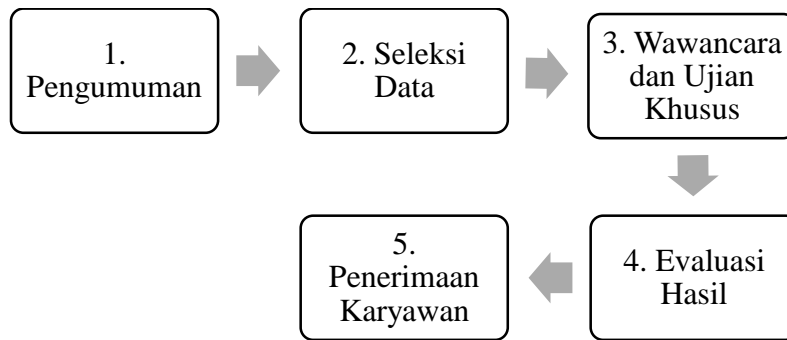 1.
Pengumuman
2. Seleksi
Data
3. Wawancara
dan Ujian
Khusus
4. Evaluasi
Hasil
5.
Penerimaan
Karyawan